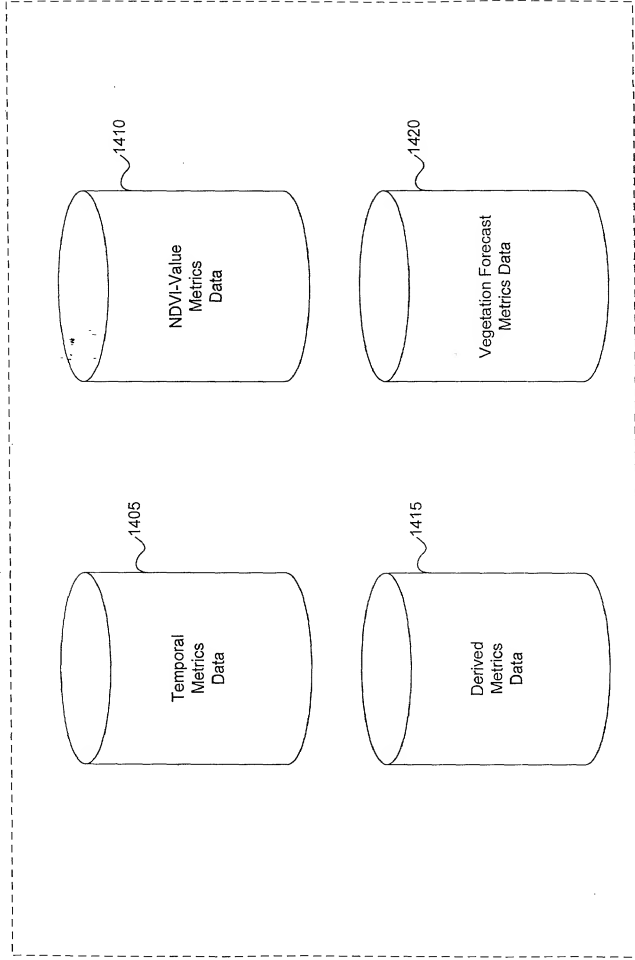 Temporal
Metrics
Data
1405
NDVI-Value
Metrics
Data
1410
Derived
Metrics
Data
1415
Vegetation Forecast
Metrics Data
1420